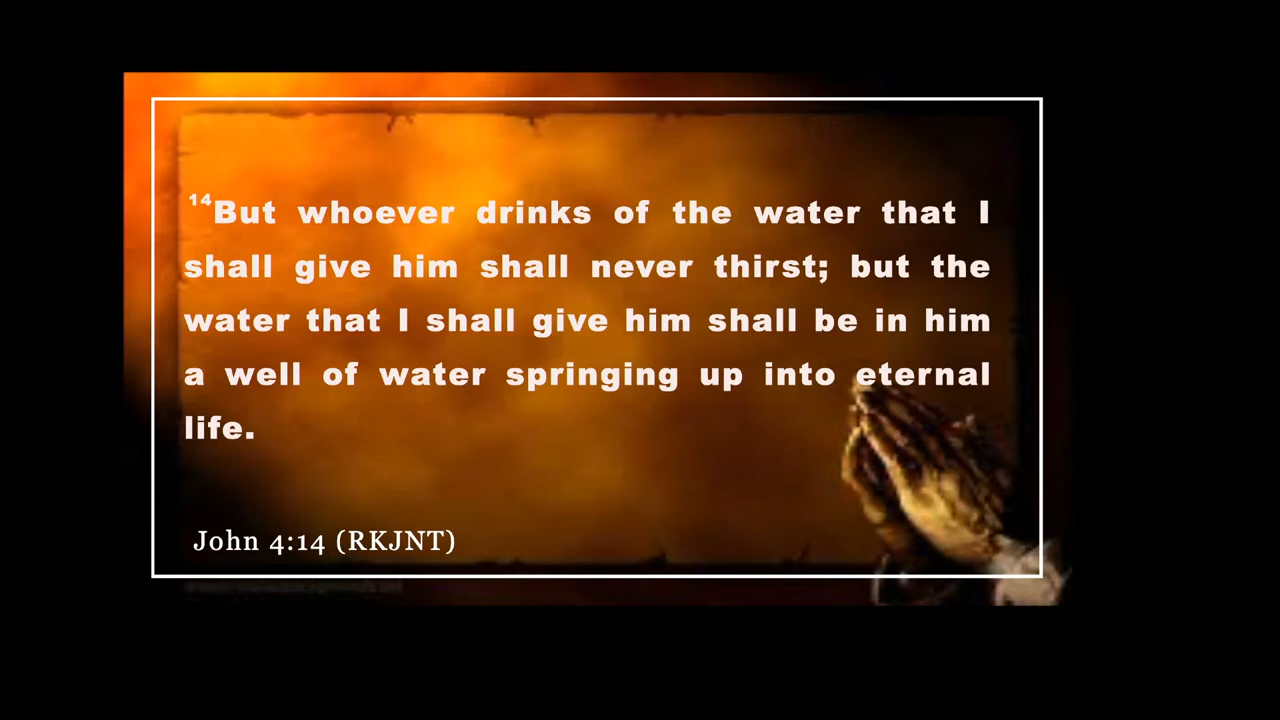 ¹⁴But whoever drinks of the water that I
shall give him shall never thirst; but the
water that I shall give him shall be in him
a well of water springing up into eternal
life.
John 4:14 (RKJNT)